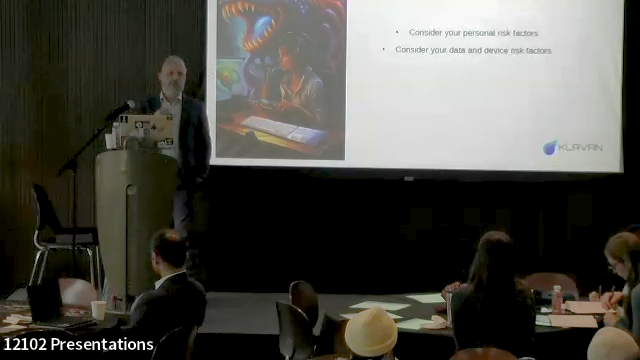 Consider your personal risk factors
Consider your data and device risk factors
KLAVAN
12102 Presentations